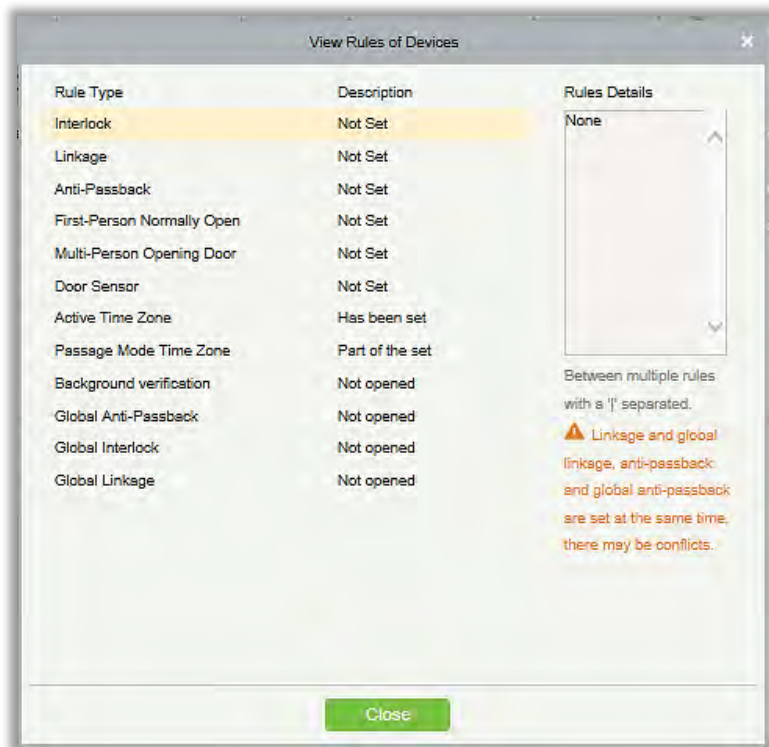 View Rules of Devices
Rule Type Description Rules Details
Interlock Not Set None
Linkage Not Set
Anti-Passback Not Set
First-Person Normally Open Not Set
Multi-Person Opening Door Not Set
Door Sensor Not Set
Active Time Zone Has been set
Passage Mode Time Zone Part of the set
Background verification Not opened
Global Anti-Passback Not opened
Global Interlock Not opened
Global Linkage Not opened
Between multiple rules
with a '|' separated.
Linkage and global
linkage, anti-passback
and global anti-passback
are set at the same time,
there may be conflicts.
Close